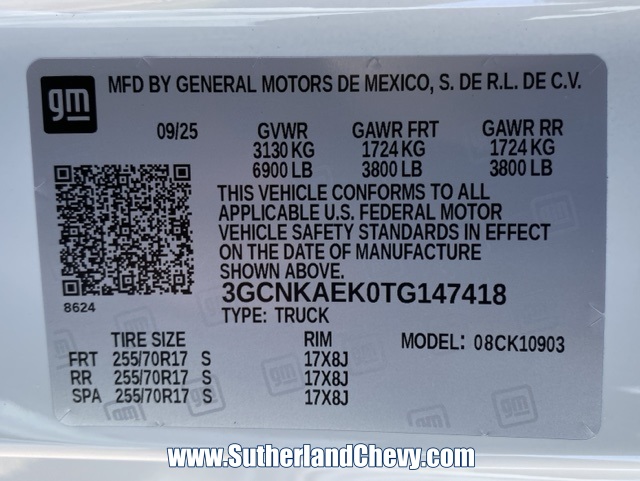 gm
MFD BY GENERAL MOTORS DE MEXICO, S. DE R.L. DE C.V.
09/25 GVWR GAWR FRT GAWR RR
3130 KG 1724 KG 1724 KG
6900 LB 3800 LB 3800 LB
THIS VEHICLE CONFORMS TO ALL
APPLICABLE U.S. FEDERAL MOTOR
VEHICLE SAFETY STANDARDS IN EFFECT
ON THE DATE OF MANUFACTURE
SHOWN ABOVE.
8624
3GCNKAEK0TG147418
TYPE: TRUCK
TIRE SIZE RIM MODEL: 08CK10903
FRT 255/70R17 S 17X8J
RR 255/70R17 S 17X8J
SPA 255/70R17 S 17X8J
www.SutherlandChevy.com